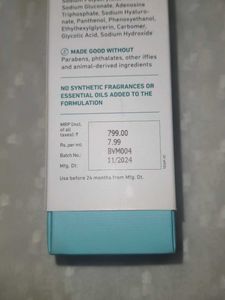 Sodium Gluconate, Adenosine
Triphosphate, Sodium Hyaluro-
nate, Panthenol, Phenoxyethanol,
Ethylhexylglycerin, Carbomer,
Glycolic Acid, Sodium Hydroxide
MADE GOOD WITHOUT
Parabens, phthalates, other iffies
and animal-derived ingredients
NO SYNTHETIC FRAGRANCES OR
ESSENTIAL OILS ADDED TO THE
FORMULATION
MRP (incl. of all taxes) ₹ 799.00
Rs. per ml 7.99
Batch No: BVM004
Mfg. Dt. 11/2024
Use before 24 months from Mfg. Dt.